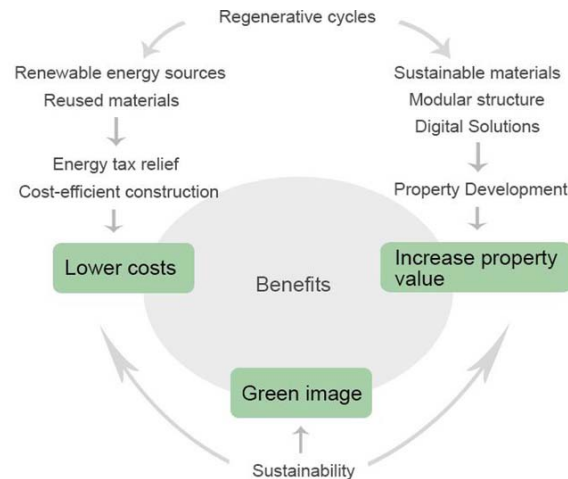 Regenerative cycles
Renewable energy sources
Reused materials
Sustainable materials
Modular structure
Digital Solutions
Energy tax relief
Cost-efficient construction
Property Development
Lower costs
Increase property
value
Benefits
Green image
Sustainability